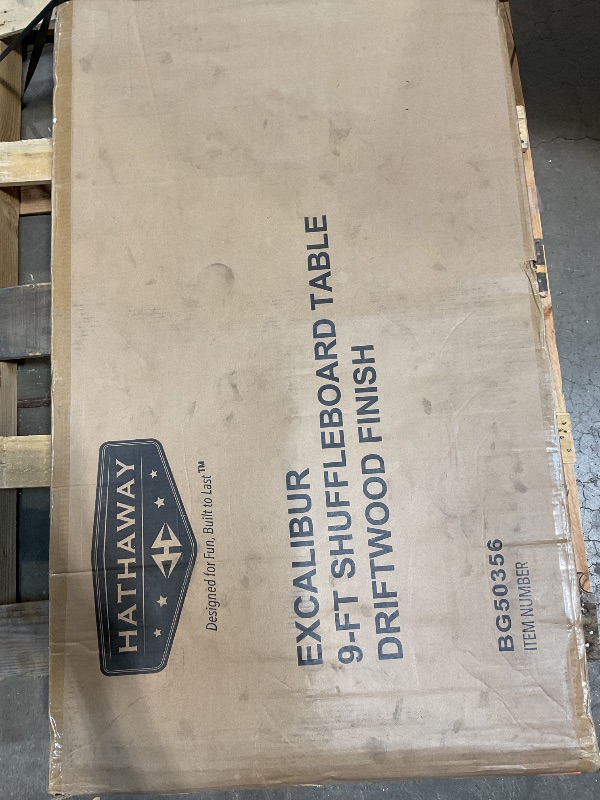 HATHAWAY
Designed for Fun, Built to Last™
EXCALIBUR
9-FT SHUFFLEBOARD TABLE
DRIFTWOOD FINISH
BG50356
ITEM NUMBER